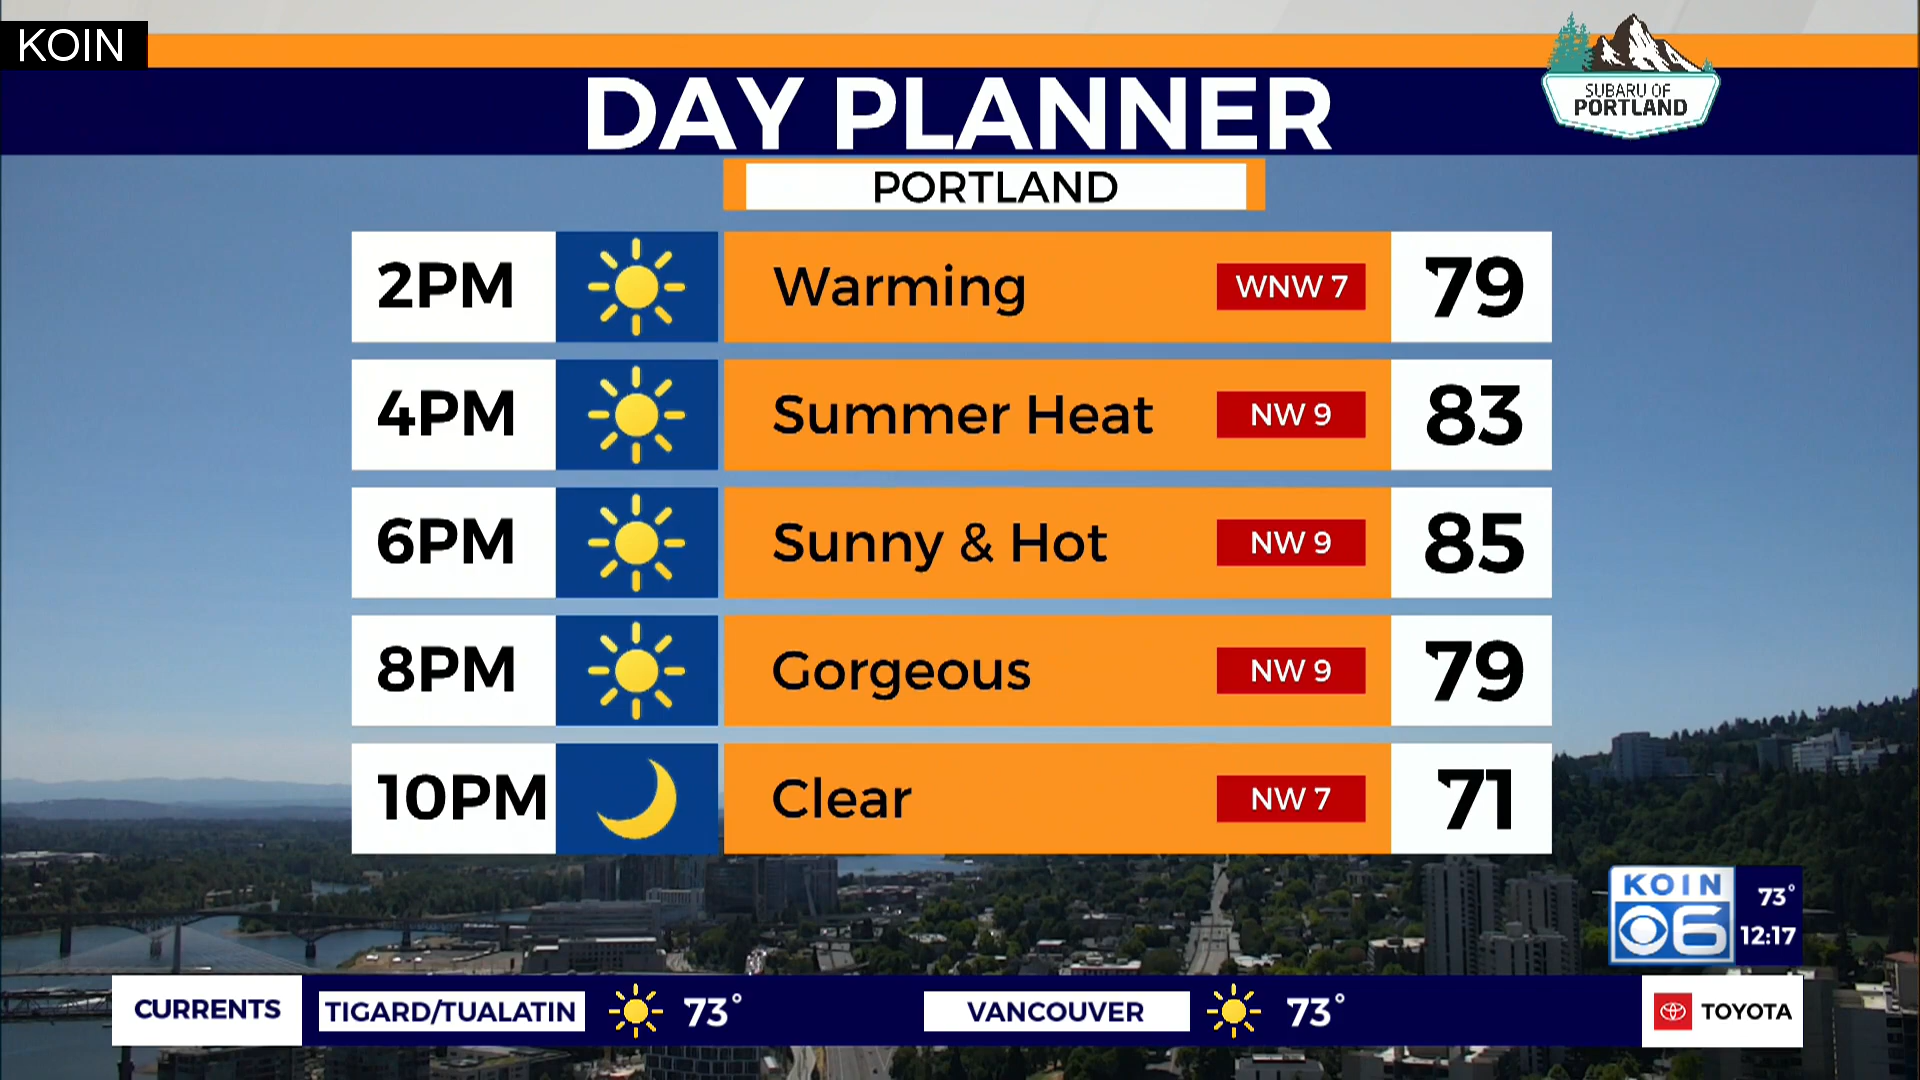 KOIN
DAY PLANNER
SUBARU OF
PORTLAND
PORTLAND
2PM Warming WNW 7 79
4PM Summer Heat NW 9 83
6PM Sunny & Hot NW 9 85
8PM Gorgeous NW 9 79
10PM Clear NW 7 71
KOIN 6 73°
12:17
CURRENTS TIGARD/TUALATIN 73° VANCOUVER 73° TOYOTA